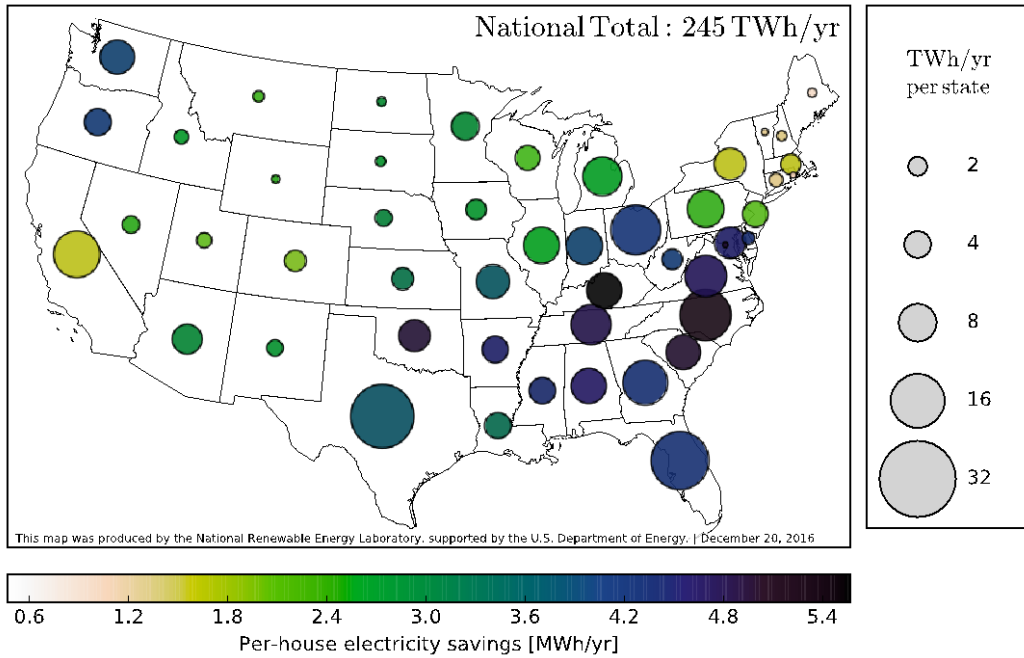 National Total : 245 TWh/yr
TWh/yr
per state
2
4
8
16
32
This map was produced by the National Renewable Energy Laboratory. supported by the U.S. Department of Energy. | December 20, 2016
0.6 1.2 1.8 2.4 3.0 3.6 4.2 4.8 5.4
Per-house electricity savings [MWh/yr]